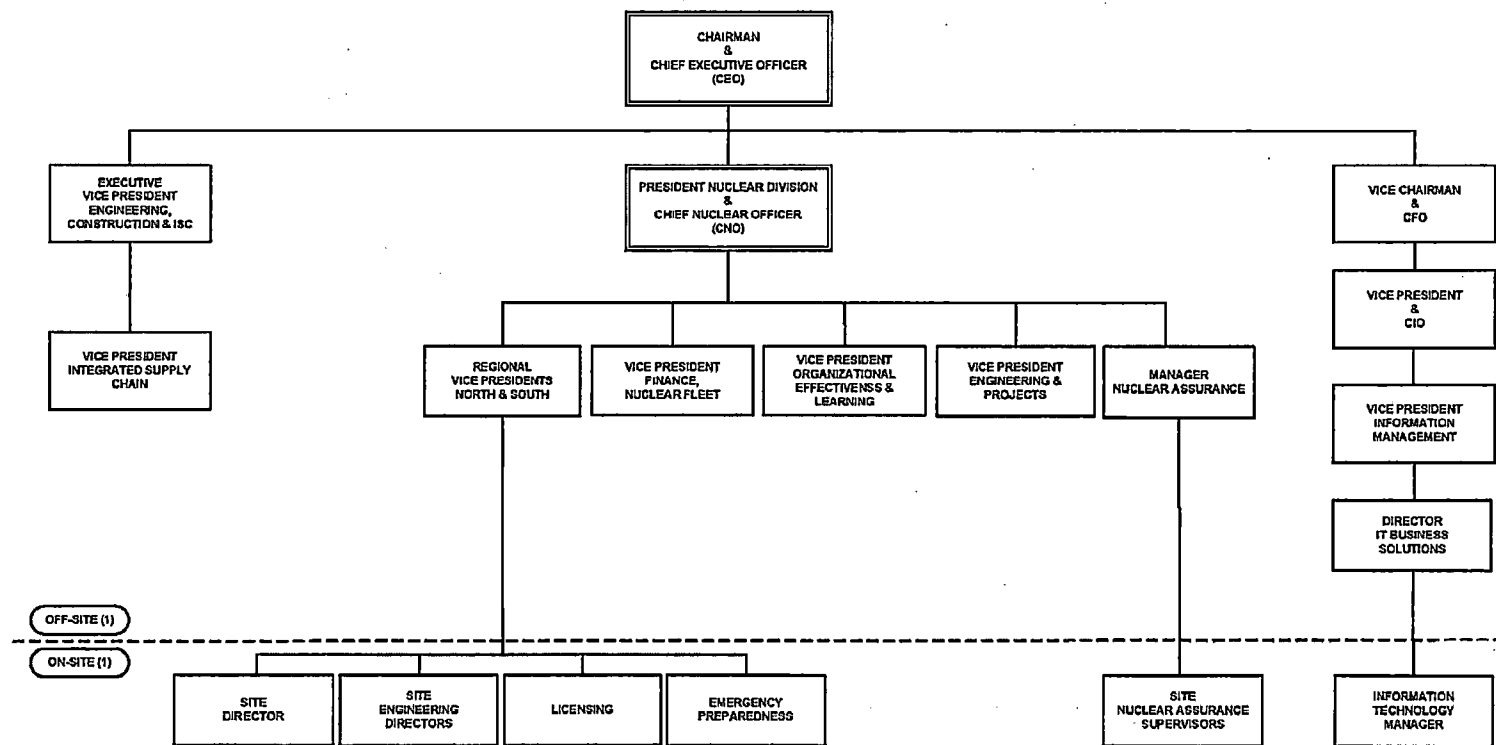 CHAIRMAN
&
CHIEF EXECUTIVE OFFICER
(CEO)
EXECUTIVE
VICE PRESIDENT
ENGINEERING,
CONSTRUCTION & ISC
PRESIDENT NUCLEAR DIVISION
&
CHIEF NUCLEAR OFFICER
(CNO)
VICE CHAIRMAN
&
CFO
VICE PRESIDENT
&
CIO
VICE PRESIDENT
INTEGRATED SUPPLY
CHAIN
REGIONAL
VICE PRESIDENTS
NORTH & SOUTH
VICE PRESIDENT
FINANCE,
NUCLEAR FLEET
VICE PRESIDENT
ORGANIZATIONAL
EFFECTIVENSS &
LEARNING
VICE PRESIDENT
ENGINEERING &
PROJECTS
MANAGER
NUCLEAR ASSURANCE
VICE PRESIDENT
INFORMATION
MANAGEMENT
DIRECTOR
IT BUSINESS
SOLUTIONS
OFF-SITE (1)
ON-SITE (1)
SITE
DIRECTOR
SITE
ENGINEERING
DIRECTORS
LICENSING
EMERGENCY
PREPAREDNESS
SITE
NUCLEAR ASSURANCE
SUPERVISORS
INFORMATION
TECHNOLOGY
MANAGER